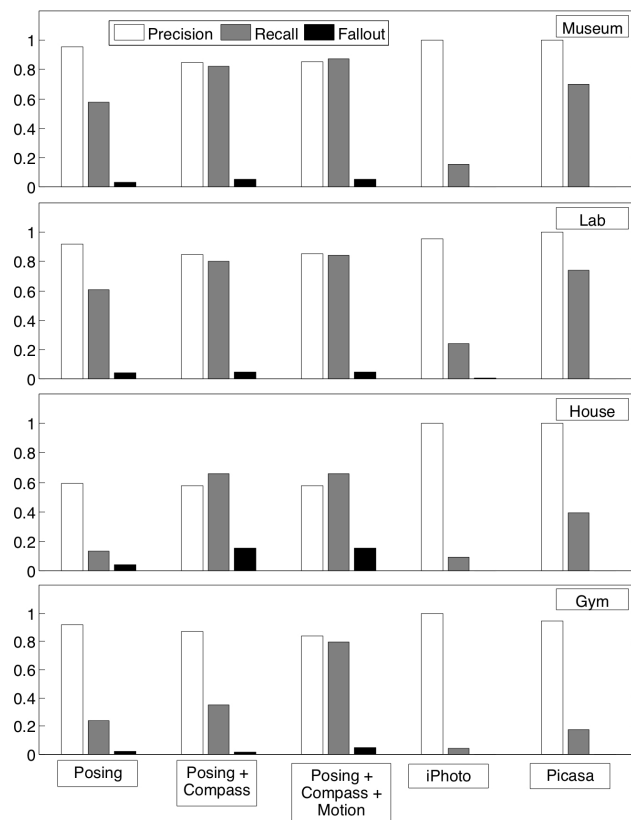 Precision Recall Fallout
Museum
1
0.8
0.6
0.4
0.2
0
Lab
1
0.8
0.6
0.4
0.2
0
House
1
0.8
0.6
0.4
0.2
0
Gym
1
0.8
0.6
0.4
0.2
0
Posing
Posing +
Compass
Posing +
Compass +
Motion
iPhoto
Picasa